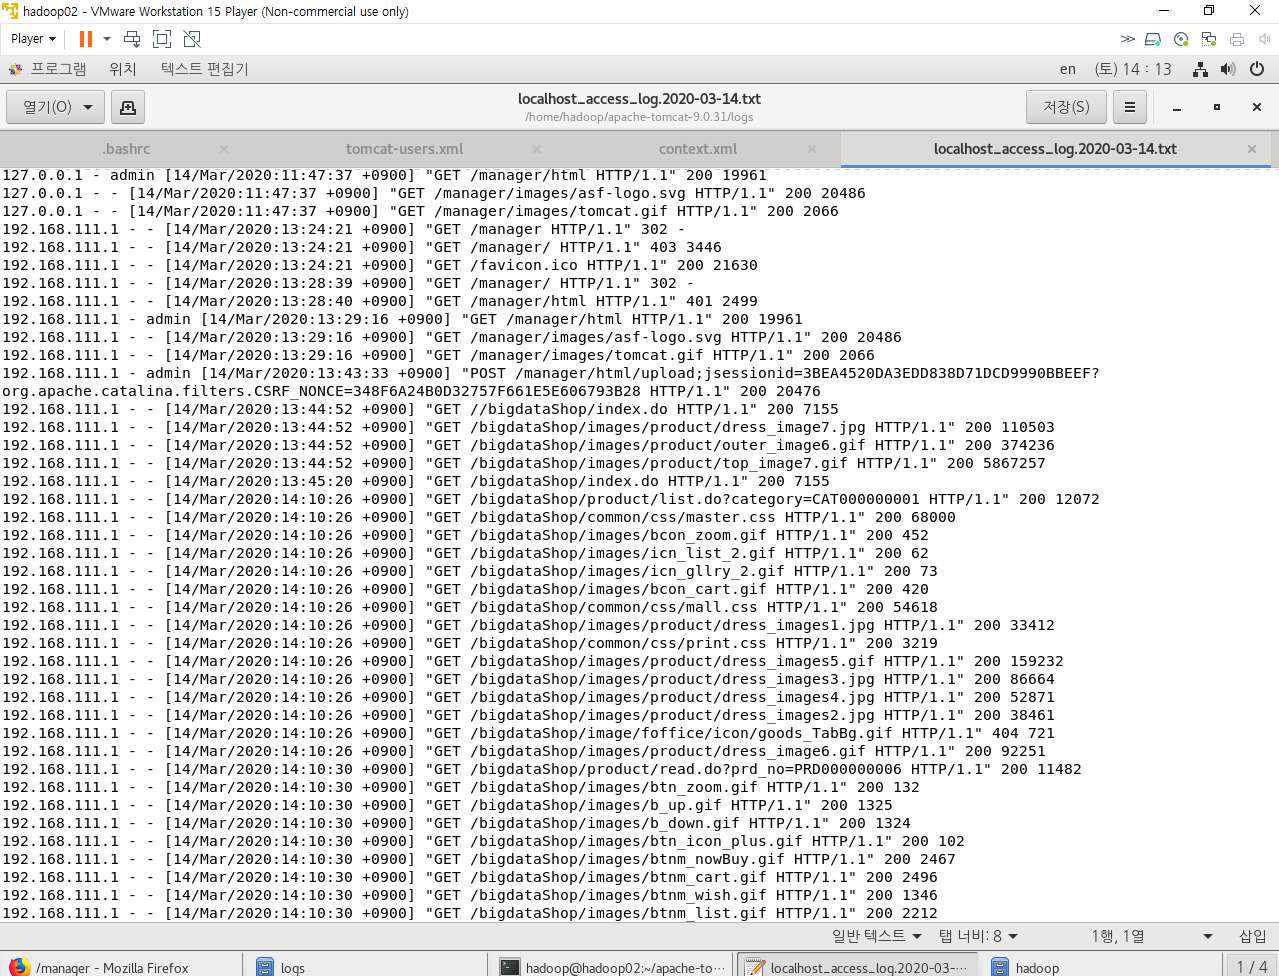 hadoop02 - VMware Workstation 15 Player (Non-commercial use only)
Player
프로그램 위치 텍스트 편집기 en (토) 14 : 13
열기(O) localhost_access_log.2020-03-14.txt 저장(S)
/home/hadoop/apache-tomcat-9.0.31/logs
.bashrc tomcat-users.xml context.xml localhost_access_log.2020-03-14.txt
127.0.0.1 - admin [14/Mar/2020:11:47:37 +0900] "GET /manager/html HTTP/1.1" 200 19961
127.0.0.1 - - [14/Mar/2020:11:47:37 +0900] "GET /manager/images/asf-logo.svg HTTP/1.1" 200 20486
127.0.0.1 - - [14/Mar/2020:11:47:37 +0900] "GET /manager/images/tomcat.gif HTTP/1.1" 200 2066
192.168.111.1 - - [14/Mar/2020:13:24:21 +0900] "GET /manager HTTP/1.1" 302 -
192.168.111.1 - - [14/Mar/2020:13:24:21 +0900] "GET /manager/ HTTP/1.1" 403 3446
192.168.111.1 - - [14/Mar/2020:13:24:21 +0900] "GET /favicon.ico HTTP/1.1" 200 21630
192.168.111.1 - - [14/Mar/2020:13:28:39 +0900] "GET /manager/ HTTP/1.1" 302 -
192.168.111.1 - - [14/Mar/2020:13:28:40 +0900] "GET /manager/html HTTP/1.1" 401 2499
192.168.111.1 - admin [14/Mar/2020:13:29:16 +0900] "GET /manager/html HTTP/1.1" 200 19961
192.168.111.1 - - [14/Mar/2020:13:29:16 +0900] "GET /manager/images/asf-logo.svg HTTP/1.1" 200 20486
192.168.111.1 - - [14/Mar/2020:13:29:16 +0900] "GET /manager/images/tomcat.gif HTTP/1.1" 200 2066
192.168.111.1 - admin [14/Mar/2020:13:43:33 +0900] "POST /manager/html/upload;jsessionid=3BEA4520DA3EDD838D71DCD9990BBEEF?
org.apache.catalina.filters.CSRF_NONCE=348F6A24B0D32757F661E5E606793B28 HTTP/1.1" 200 20476
192.168.111.1 - - [14/Mar/2020:13:44:52 +0900] "GET //bigdataShop/index.do HTTP/1.1" 200 7155
192.168.111.1 - - [14/Mar/2020:13:44:52 +0900] "GET /bigdataShop/images/product/dress_image7.jpg HTTP/1.1" 200 110503
192.168.111.1 - - [14/Mar/2020:13:44:52 +0900] "GET /bigdataShop/images/product/outer_image6.gif HTTP/1.1" 200 374236
192.168.111.1 - - [14/Mar/2020:13:44:52 +0900] "GET /bigdataShop/images/product/top_image7.gif HTTP/1.1" 200 5867257
192.168.111.1 - - [14/Mar/2020:13:45:20 +0900] "GET /bigdataShop/index.do HTTP/1.1" 200 7155
192.168.111.1 - - [14/Mar/2020:14:10:26 +0900] "GET /bigdataShop/product/list.do?category=CAT000000001 HTTP/1.1" 200 12072
192.168.111.1 - - [14/Mar/2020:14:10:26 +0900] "GET /bigdataShop/common/css/master.css HTTP/1.1" 200 68000
192.168.111.1 - - [14/Mar/2020:14:10:26 +0900] "GET /bigdataShop/images/bcon_zoom.gif HTTP/1.1" 200 452
192.168.111.1 - - [14/Mar/2020:14:10:26 +0900] "GET /bigdataShop/images/icn_list_2.gif HTTP/1.1" 200 62
192.168.111.1 - - [14/Mar/2020:14:10:26 +0900] "GET /bigdataShop/images/icn_gllry_2.gif HTTP/1.1" 200 73
192.168.111.1 - - [14/Mar/2020:14:10:26 +0900] "GET /bigdataShop/images/bcon_cart.gif HTTP/1.1" 200 420
192.168.111.1 - - [14/Mar/2020:14:10:26 +0900] "GET /bigdataShop/common/css/mall.css HTTP/1.1" 200 54618
192.168.111.1 - - [14/Mar/2020:14:10:26 +0900] "GET /bigdataShop/images/product/dress_images1.jpg HTTP/1.1" 200 33412
192.168.111.1 - - [14/Mar/2020:14:10:26 +0900] "GET /bigdataShop/common/css/print.css HTTP/1.1" 200 3219
192.168.111.1 - - [14/Mar/2020:14:10:26 +0900] "GET /bigdataShop/images/product/dress_images5.gif HTTP/1.1" 200 159232
192.168.111.1 - - [14/Mar/2020:14:10:26 +0900] "GET /bigdataShop/images/product/dress_images3.jpg HTTP/1.1" 200 86664
192.168.111.1 - - [14/Mar/2020:14:10:26 +0900] "GET /bigdataShop/images/product/dress_images4.jpg HTTP/1.1" 200 52871
192.168.111.1 - - [14/Mar/2020:14:10:26 +0900] "GET /bigdataShop/images/product/dress_images2.jpg HTTP/1.1" 200 38461
192.168.111.1 - - [14/Mar/2020:14:10:26 +0900] "GET /bigdataShop/image/foffice/icon/goods_TabBg.gif HTTP/1.1" 404 721
192.168.111.1 - - [14/Mar/2020:14:10:26 +0900] "GET /bigdataShop/images/product/dress_image6.gif HTTP/1.1" 200 92251
192.168.111.1 - - [14/Mar/2020:14:10:30 +0900] "GET /bigdataShop/product/read.do?prd_no=PRD000000006 HTTP/1.1" 200 11482
192.168.111.1 - - [14/Mar/2020:14:10:30 +0900] "GET /bigdataShop/images/btn_zoom.gif HTTP/1.1" 200 132
192.168.111.1 - - [14/Mar/2020:14:10:30 +0900] "GET /bigdataShop/images/b_up.gif HTTP/1.1" 200 1325
192.168.111.1 - - [14/Mar/2020:14:10:30 +0900] "GET /bigdataShop/images/b_down.gif HTTP/1.1" 200 1324
192.168.111.1 - - [14/Mar/2020:14:10:30 +0900] "GET /bigdataShop/images/btn_icon_plus.gif HTTP/1.1" 200 102
192.168.111.1 - - [14/Mar/2020:14:10:30 +0900] "GET /bigdataShop/images/btnm_nowBuy.gif HTTP/1.1" 200 2467
192.168.111.1 - - [14/Mar/2020:14:10:30 +0900] "GET /bigdataShop/images/btnm_cart.gif HTTP/1.1" 200 2496
192.168.111.1 - - [14/Mar/2020:14:10:30 +0900] "GET /bigdataShop/images/btnm_wish.gif HTTP/1.1" 200 1346
192.168.111.1 - - [14/Mar/2020:14:10:30 +0900] "GET /bigdataShop/images/btnm_list.gif HTTP/1.1" 200 2212
일반 텍스트 탭 너비: 8 1행, 1열 삽입
/manager - Mozilla Firefox logs hadoop@hadoop02:~/apache-to··· localhost_access_log.2020-03-··· hadoop 1 / 4